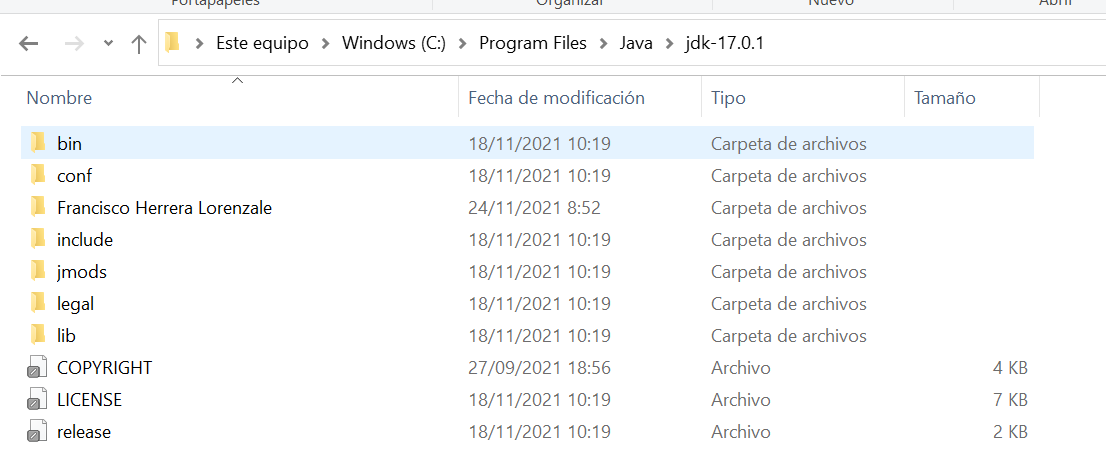 Portapapeles Organizar Nuevo Abrir
Este equipo > Windows (C:) > Program Files > Java > jdk-17.0.1
Nombre Fecha de modificación Tipo Tamaño
bin 18/11/2021 10:19 Carpeta de archivos
conf 18/11/2021 10:19 Carpeta de archivos
Francisco Herrera Lorenzale 24/11/2021 8:52 Carpeta de archivos
include 18/11/2021 10:19 Carpeta de archivos
jmods 18/11/2021 10:19 Carpeta de archivos
legal 18/11/2021 10:19 Carpeta de archivos
lib 18/11/2021 10:19 Carpeta de archivos
COPYRIGHT 27/09/2021 18:56 Archivo 4 KB
LICENSE 18/11/2021 10:19 Archivo 7 KB
release 18/11/2021 10:19 Archivo 2 KB